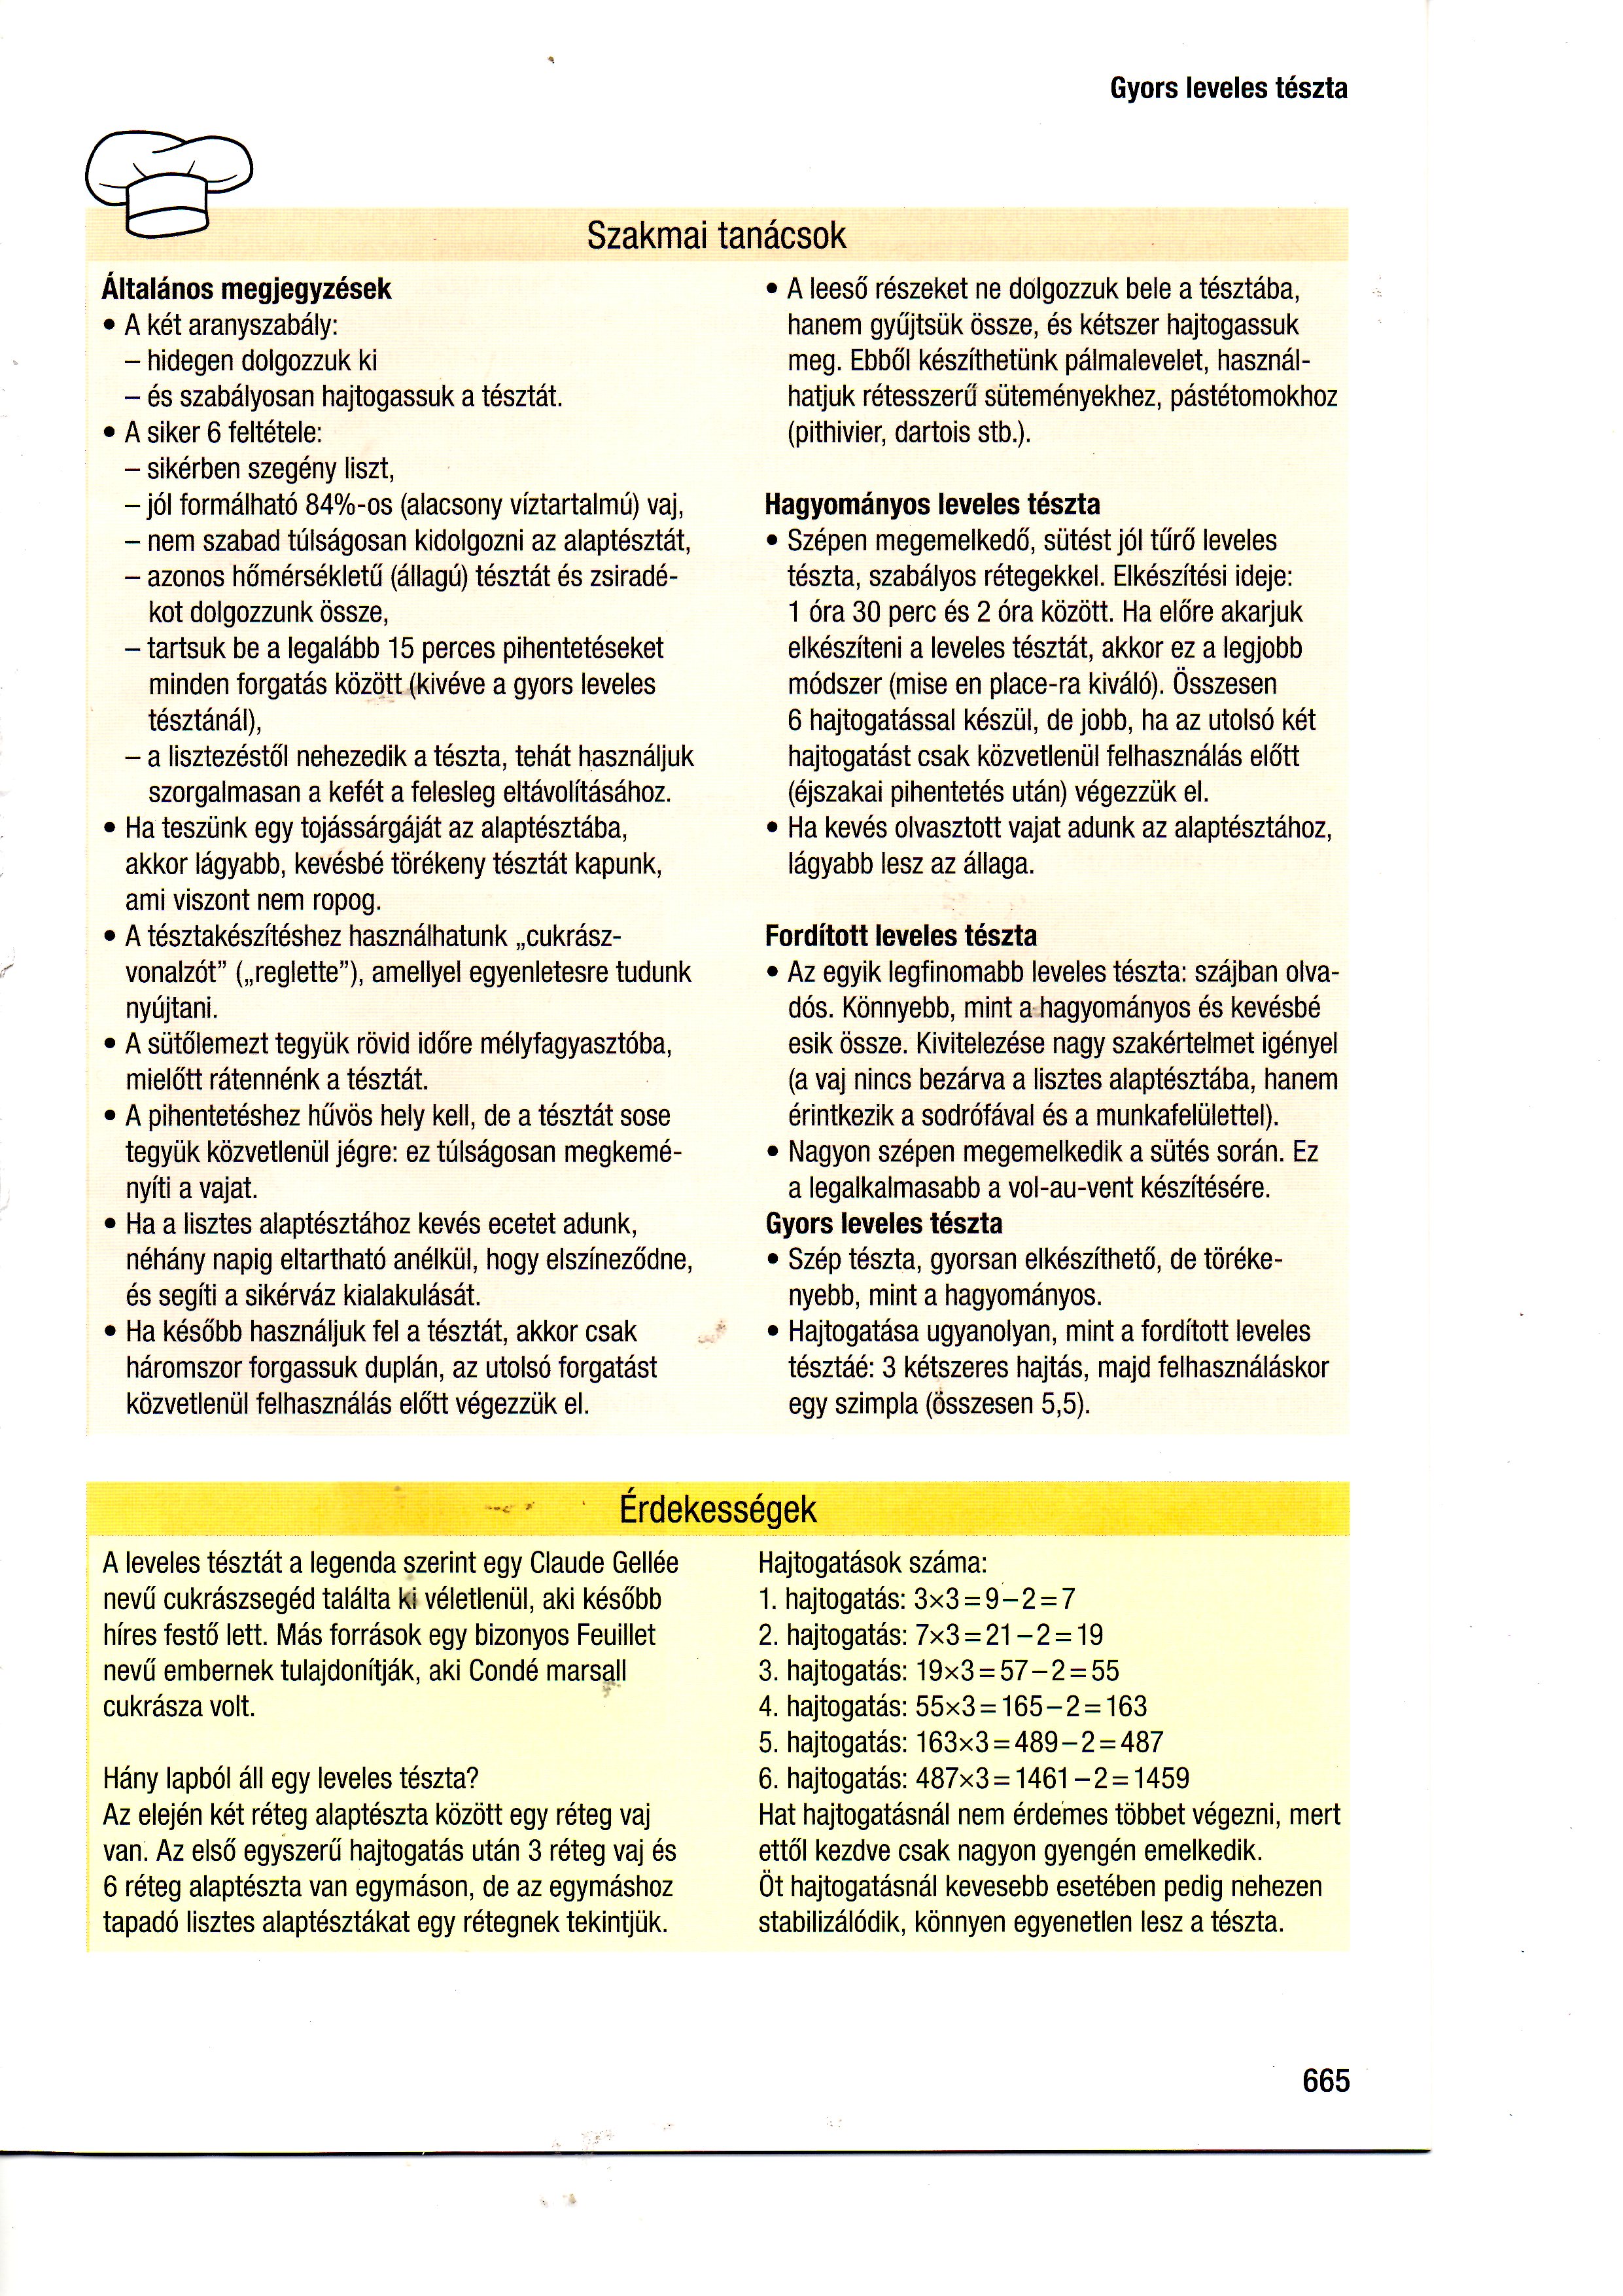 Gyors leveles tészta
Szakmai tanácsok
Általános megjegyzések
• A két aranyszabály:
– hidegen dolgozzuk ki
– és szabályosan hajtogassuk a tésztát.
• A siker 6 feltétele:
– sikérben szegény liszt,
– jól formálható 84%-os (alacsony víztartalmú) vaj,
– nem szabad túlságosan kidolgozni az alaptésztát,
– azonos hőmérsékletű (állagú) tésztát és zsiradé-
kot dolgozzunk össze,
– tartsuk be a legalább 15 perces pihentetéseket
minden forgatás között (kivéve a gyors leveles
tésztánál),
– a lisztezéstől nehezedik a tészta, tehát használjuk
szorgalmasan a kefét a felesleg eltávolításához.
• Ha teszünk egy tojássárgáját az alaptésztába,
akkor lágyabb, kevésbé törékeny tésztát kapunk,
ami viszont nem ropog.
• A tésztakészítéshez használhatunk „cukrász-
vonalzót” („reglette”), amellyel egyenletesre tudunk
nyújtani.
• A sütőlemezt tegyük rövid időre mélyfagyasztóba,
mielőtt rátennénk a tésztát.
• A pihentetéshez hűvös hely kell, de a tésztát sose
tegyük közvetlenül jégre: ez túlságosan megkemé-
nyíti a vajat.
• Ha a lisztes alaptésztához kevés ecetet adunk,
néhány napig eltartható anélkül, hogy elszíneződne,
és segíti a sikérváz kialakulását.
• Ha később használjuk fel a tésztát, akkor csak
háromszor forgassuk duplán, az utolsó forgatást
közvetlenül felhasználás előtt végezzük el.
• A leeső részeket ne dolgozzuk bele a tésztába,
hanem gyűjtsük össze, és kétszer hajtogassuk
meg. Ebből készíthetünk pálmalevelet, használ-
hatjuk rétesszerű süteményekhez, pástétomokhoz
(pithivier, dartois stb.).
Hagyományos leveles tészta
• Szépen megemelkedő, sütést jól tűrő leveles
tészta, szabályos rétegekkel. Elkészítési ideje:
1 óra 30 perc és 2 óra között. Ha előre akarjuk
elkészíteni a leveles tésztát, akkor ez a legjobb
módszer (mise en place-ra kiváló). Összesen
6 hajtogatással készül, de jobb, ha az utolsó két
hajtogatást csak közvetlenül felhasználás előtt
(éjszakai pihentetés után) végezzük el.
• Ha kevés olvasztott vajat adunk az alaptésztához,
lágyabb lesz az állaga.
Fordított leveles tészta
• Az egyik legfinomabb leveles tészta: szájban olva-
dós. Könnyebb, mint a hagyományos és kevésbé
esik össze. Kivitelezése nagy szakértelmet igényel
(a vaj nincs bezárva a lisztes alaptésztába, hanem
érintkezik a sodrófával és a munkafelülettel).
• Nagyon szépen megemelkedik a sütés során. Ez
a legalkalmasabb a vol-au-vent készítésére.
Gyors leveles tészta
• Szép tészta, gyorsan elkészíthető, de töréke-
nyebb, mint a hagyományos.
• Hajtogatása ugyanolyan, mint a fordított leveles
tésztáé: 3 kétszeres hajtás, majd felhasználáskor
egy szimpla (összesen 5,5).
Érdekességek
A leveles tésztát a legenda szerint egy Claude Gellée
nevű cukrászsegéd találta ki véletlenül, aki később
híres festő lett. Más források egy bizonyos Feuillet
nevű embernek tulajdonítják, aki Condé marsall
cukrásza volt.
Hány lapból áll egy leveles tészta?
Az elején két réteg alaptészta között egy réteg vaj
van. Az első egyszerű hajtogatás után 3 réteg vaj és
6 réteg alaptészta van egymáson, de az egymáshoz
tapadó lisztes alaptésztákat egy rétegnek tekintjük.
Hajtogatások száma:
1. hajtogatás: 3x3=9–2=7
2. hajtogatás: 7x3=21–2=19
3. hajtogatás: 19x3=57–2=55
4. hajtogatás: 55x3=165–2=163
5. hajtogatás: 163x3=489–2=487
6. hajtogatás: 487x3=1461–2=1459
Hat hajtogatásnál nem érdemes többet végezni, mert
ettől kezdve csak nagyon gyengén emelkedik.
Öt hajtogatásnál kevesebb esetében pedig nehezen
stabilizálódik, könnyen egyenetlen lesz a tészta.
665